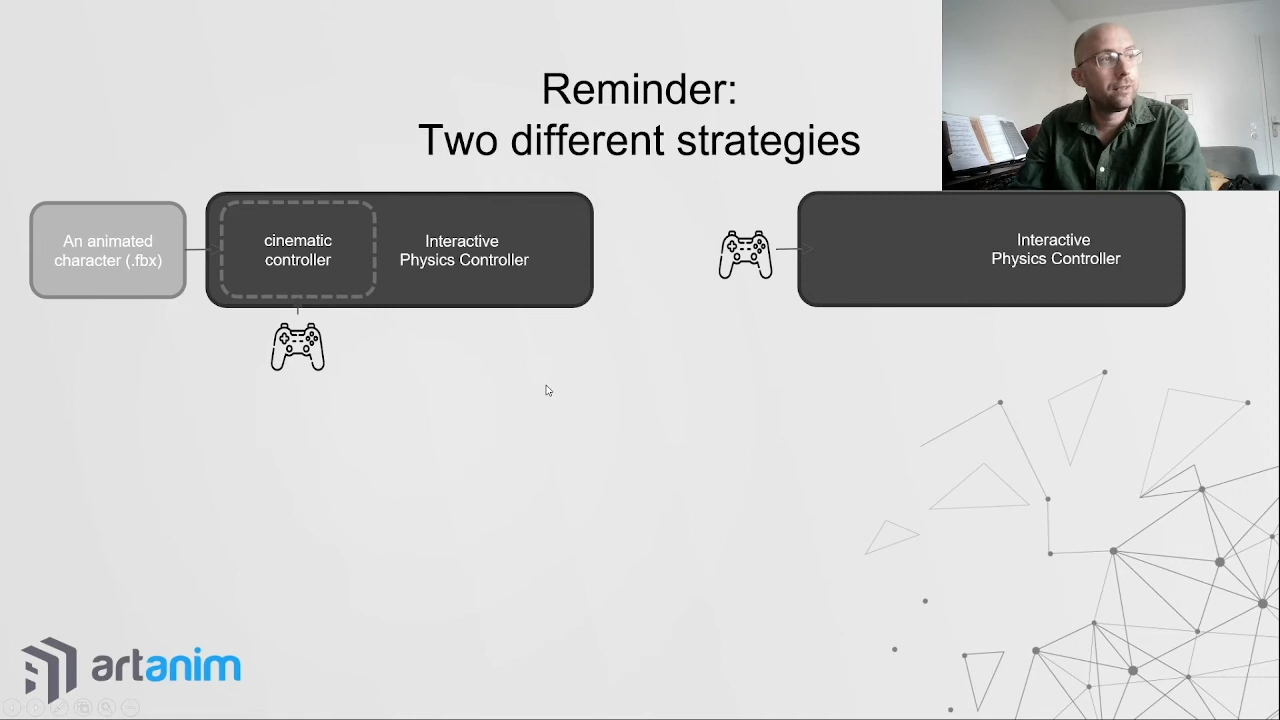 Reminder:
Two different strategies
An animated
character (.fbx)
cinematic
controller
Interactive
Physics Controller
Interactive
Physics Controller
artanim